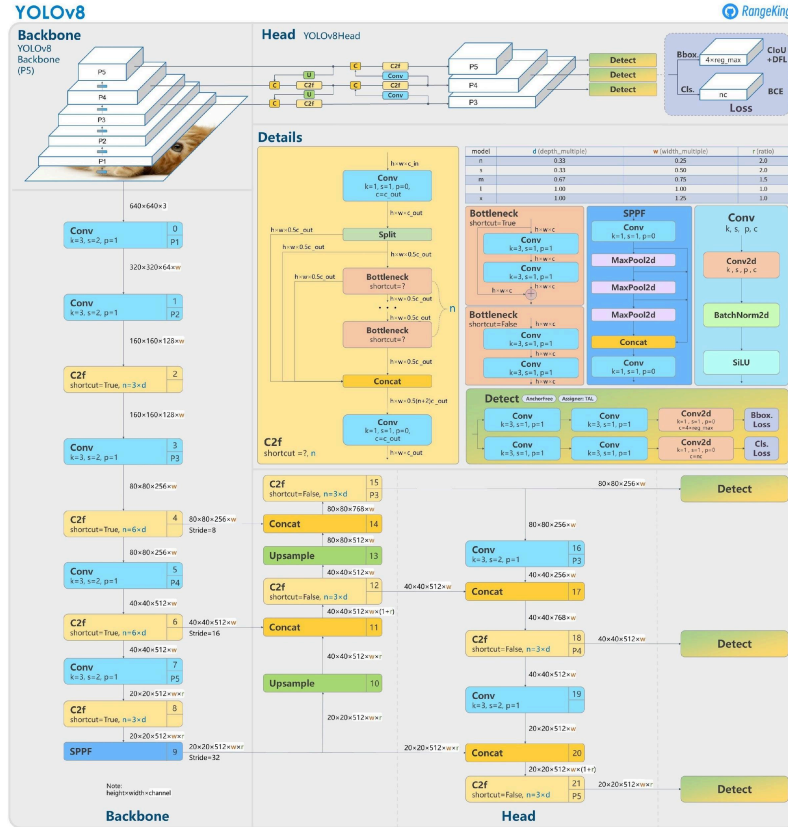 YOLOv8
RangeKing
Backbone
YOLOv8
Backbone
(P5)
P5
P4
P3
P2
P1
Head YOLOv8Head
C
C2f
U
Conv
C
C2f
C
C2f
U
Conv
C
C2f
P5
P4
P3
Detect
Detect
Detect
Bbox.
4×reg_max
CIoU
+DFL
Cls.
nc
BCE
Loss
640×640×3
Conv
k=3, s=2, p=1
0
P1
320×320×64×w
Conv
k=3, s=2, p=1
1
P2
160×160×128×w
C2f
shortcut=True, n=3×d
2
160×160×128×w
Conv
k=3, s=2, p=1
3
P3
80×80×256×w
C2f
shortcut=True, n=6×d
4
80×80×256×w
Stride=8
80×80×256×w
Conv
k=3, s=2, p=1
5
P4
40×40×512×w
C2f
shortcut=True, n=6×d
6
40×40×512×w
Stride=16
40×40×512×w
Conv
k=3, s=2, p=1
7
P5
20×20×512×w×r
C2f
shortcut=True, n=3×d
8
20×20×512×w×r
SPPF
9
20×20×512×w×r
Stride=32
Note:
height×width×channel
Backbone
Details
h=w=c_in
Conv
k=1, s=1, p=0,
c=c_out
h=w=c_out
Split
h=w=0.5c_out
h=w=0.5c_out
h=w=0.5c_out
h=w=0.5c_out
Bottleneck
shortcut=?
h=w=0.5c_out
• • •
h=w=0.5c_out
Bottleneck
shortcut=?
n
h=w=0.5c_out
Concat
h=w=0.5(n+2)c_out
Conv
k=1, s=1, p=0,
c=c_out
h=w=c_out
C2f
shortcut =?, n
model d (depth_multiple) w (width_multiple) r (ratio)
n 0.33 0.25 2.0
s 0.33 0.50 2.0
m 0.67 0.75 1.5
l 1.00 1.00 1.0
x 1.00 1.25 1.0
Bottleneck
shortcut=True
h=w=c
Conv
k=3, s=1, p=1
h=w=c
Conv
k=3, s=1, p=1
h=w=c
h=w=c
+
Bottleneck
shortcut=False
h=w=c
Conv
k=3, s=1, p=1
h=w=c
Conv
k=3, s=1, p=1
h=w=c
SPPF
Conv
k=1, s=1, p=0
MaxPool2d
MaxPool2d
MaxPool2d
Concat
Conv
k=1, s=1, p=0
Conv
k, s, p, c
Conv2d
k, s, p, c
BatchNorm2d
SiLU
Detect
AnchorFree
Assigner: TAL
Conv
k=3, s=1, p=1
Conv
k=3, s=1, p=1
Conv2d
k=1, s=1, p=0
c=4×reg_max
Bbox.
Loss
Conv
k=3, s=1, p=1
Conv
k=3, s=1, p=1
Conv2d
k=1, s=1, p=0
c=nc
Cls.
Loss
C2f
shortcut=False, n=3×d
15
P3
80×80×256×w
Detect
80×80×768×w
Concat
14
80×80×512×w
Upsample
13
40×40×512×w
C2f
shortcut=False, n=3×d
12
40×40×512×w
40×40×512×w×(1+r)
Concat
11
40×40×512×w×r
Upsample
10
20×20×512×w×r
80×80×256×w
Conv
k=3, s=2, p=1
16
P3
40×40×256×w
Concat
17
40×40×768×w
C2f
shortcut=False, n=3×d
18
P4
40×40×512×w
Detect
40×40×512×w
Conv
k=3, s=2, p=1
19
20×20×512×w
20×20×512×w×r
Concat
20
20×20×512×w×(1+r)
C2f
shortcut=False, n=3×d
21
P5
20×20×512×w×r
Detect
Head